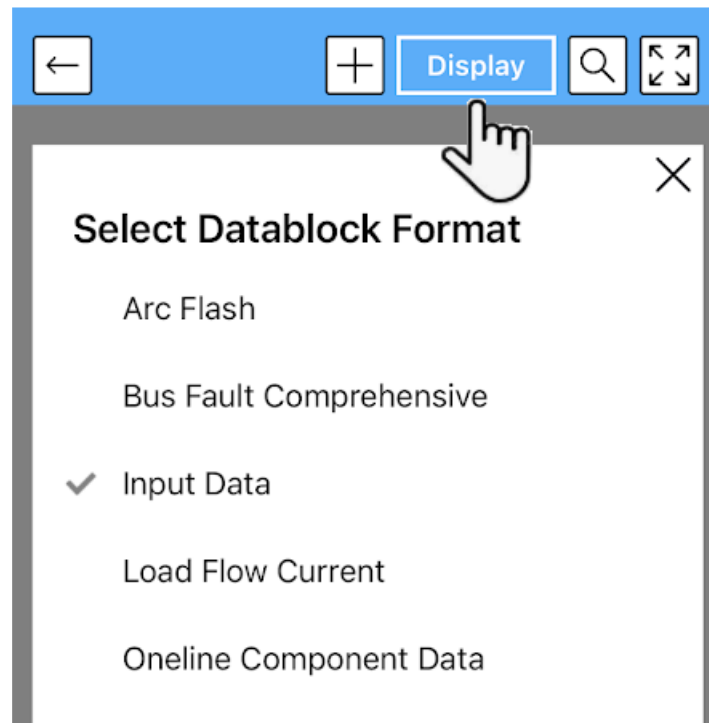 Display
Select Datablock Format
Arc Flash
Bus Fault Comprehensive
Input Data
Load Flow Current
Oneline Component Data